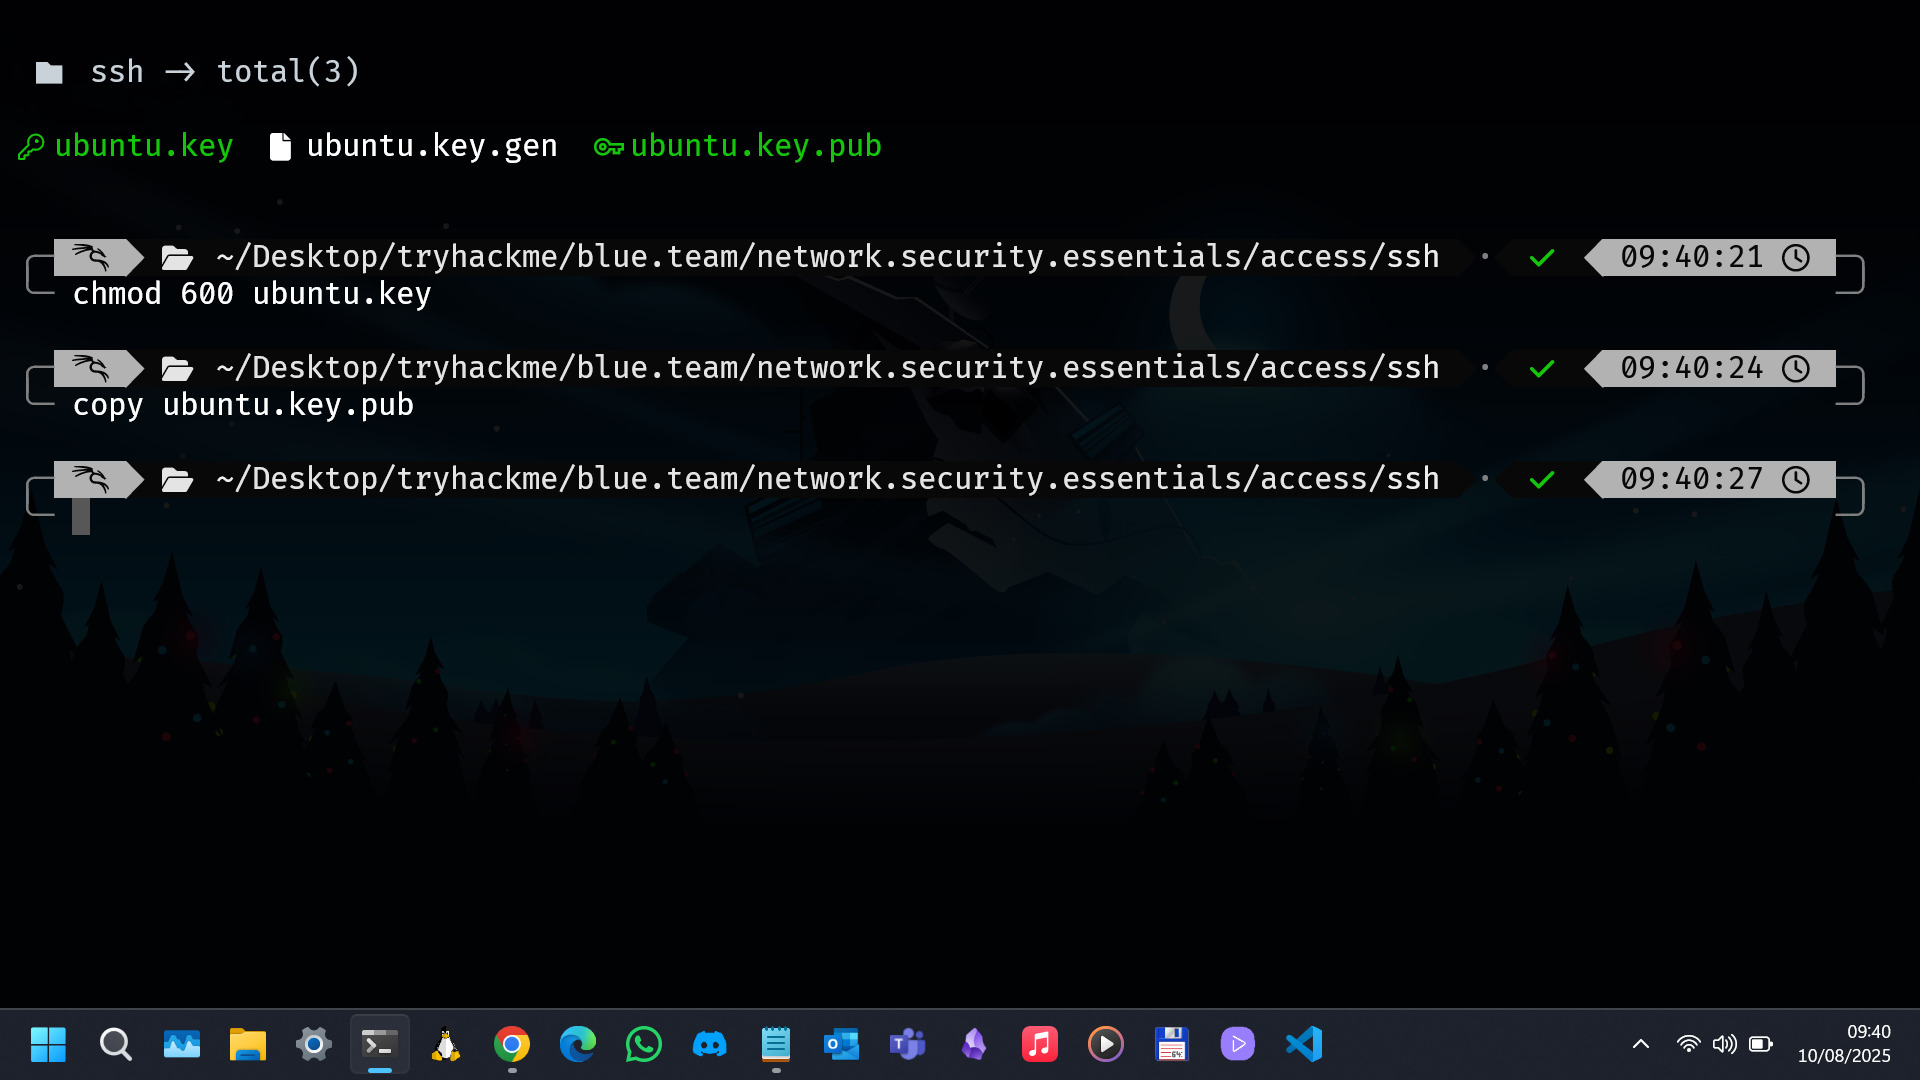 ssh → total(3)
ubuntu.key ubuntu.key.gen ubuntu.key.pub
~/Desktop/tryhackme/blue.team/network.security.essentials/access/ssh · ✓ 09:40:21
chmod 600 ubuntu.key
~/Desktop/tryhackme/blue.team/network.security.essentials/access/ssh · ✓ 09:40:24
copy ubuntu.key.pub
~/Desktop/tryhackme/blue.team/network.security.essentials/access/ssh · ✓ 09:40:27
09:40
10/08/2025